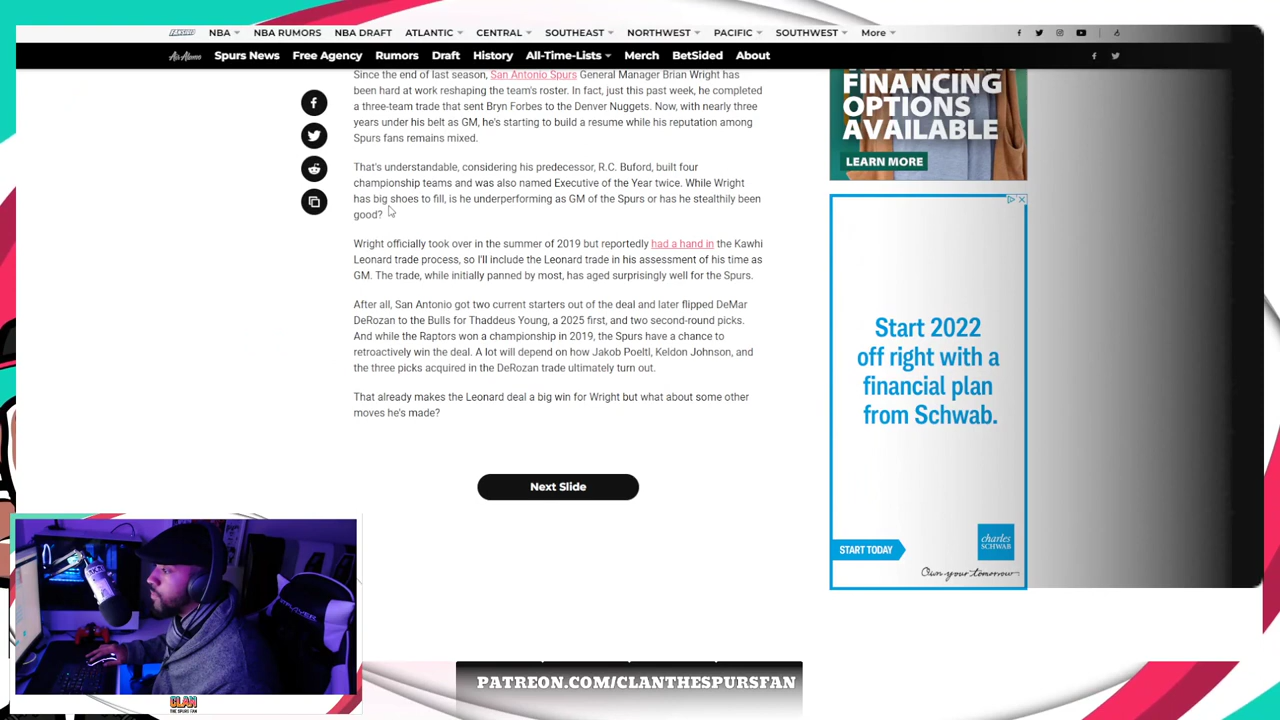 FANSIDED NBA NBA RUMORS NBA DRAFT ATLANTIC CENTRAL SOUTHEAST NORTHWEST PACIFIC SOUTHWEST More
Air Alamo Spurs News Free Agency Rumors Draft History All-Time-Lists Merch BetSided About
Since the end of last season, San Antonio Spurs General Manager Brian Wright has
been hard at work reshaping the team's roster. In fact, just this past week, he completed
a three-team trade that sent Bryn Forbes to the Denver Nuggets. Now, with nearly three
years under his belt as GM, he's starting to build a resume while his reputation among
Spurs fans remains mixed.
That's understandable, considering his predecessor, R.C. Buford, built four
championship teams and was also named Executive of the Year twice. While Wright
has big shoes to fill, is he underperforming as GM of the Spurs or has he stealthily been
good?
Wright officially took over in the summer of 2019 but reportedly had a hand in the Kawhi
Leonard trade process, so I'll include the Leonard trade in his assessment of his time as
GM. The trade, while initially panned by most, has aged surprisingly well for the Spurs.
After all, San Antonio got two current starters out of the deal and later flipped DeMar
DeRozan to the Bulls for Thaddeus Young, a 2025 first, and two second-round picks.
And while the Raptors won a championship in 2019, the Spurs have a chance to
retroactively win the deal. A lot will depend on how Jakob Poeltl, Keldon Johnson, and
the three picks acquired in the DeRozan trade ultimately turn out.
That already makes the Leonard deal a big win for Wright but what about some other
moves he's made?
Next Slide
FINANCING
OPTIONS
AVAILABLE
LEARN MORE
Start 2022
off right with a
financial plan
from Schwab.
START TODAY
charles
SCHWAB
Own your tomorrow
CLAN
THE SPURS FAN
PATREON.COM/CLANTHESPURSFAN